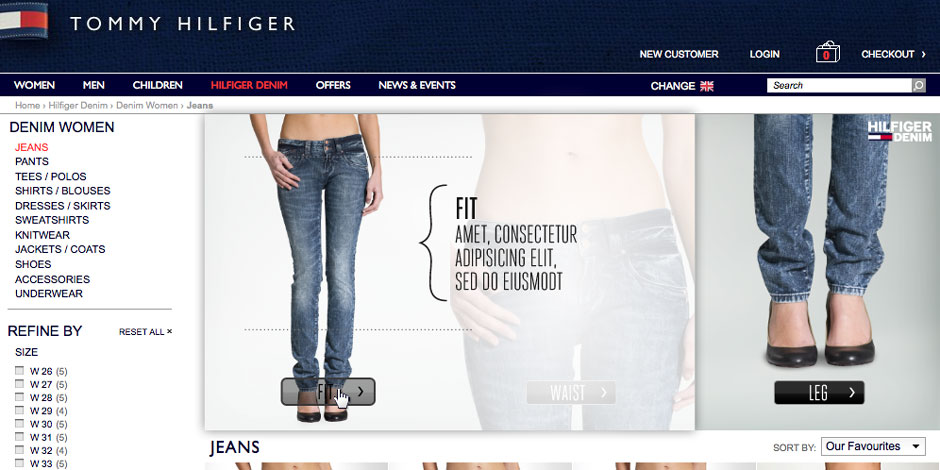 TOMMY HILFIGER
NEW CUSTOMER LOGIN 0 CHECKOUT ›
WOMEN MEN CHILDREN HILFIGER DENIM OFFERS NEWS & EVENTS CHANGE Search
Home › Hilfiger Denim › Denim Women › Jeans
DENIM WOMEN
JEANS
PANTS
TEES / POLOS
SHIRTS / BLOUSES
DRESSES / SKIRTS
SWEATSHIRTS
KNITWEAR
JACKETS / COATS
SHOES
ACCESSORIES
UNDERWEAR
REFINE BY RESET ALL ×
SIZE
W 26 (5)
W 27 (5)
W 28 (5)
W 29 (4)
W 30 (5)
W 31 (5)
W 32 (4)
W 33 (5)
FIT
AMET, CONSECTETUR
ADIPISICING ELIT,
SED DO EIUSMODT
FIT ›
WAIST ›
HILFIGER
DENIM
LEG ›
JEANS
SORT BY: Our Favourites